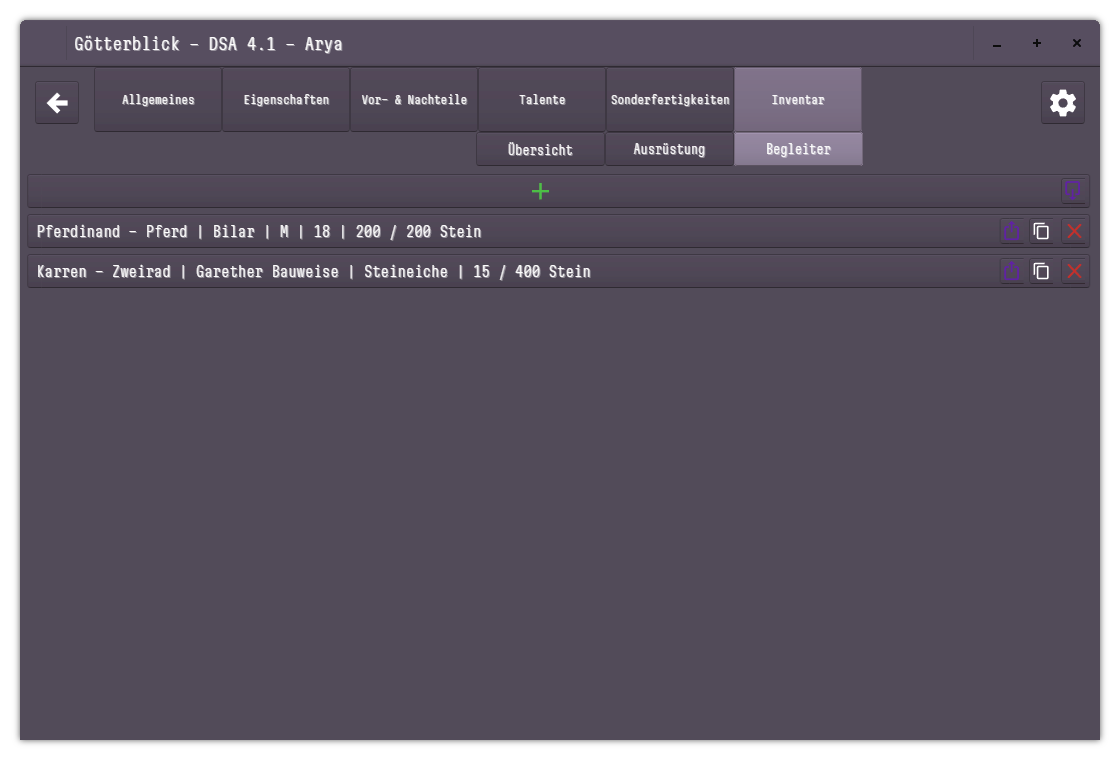 Götterblick - DSA 4.1 - Arya
Allgemeines Eigenschaften Vor- & Nachteile Talente Sonderfertigkeiten Inventar
Übersicht Ausrüstung Begleiter
Pferdinand - Pferd | Bilar | M | 18 | 200 / 200 Stein
Karren - Zweirad | Garether Bauweise | Steineiche | 15 / 400 Stein